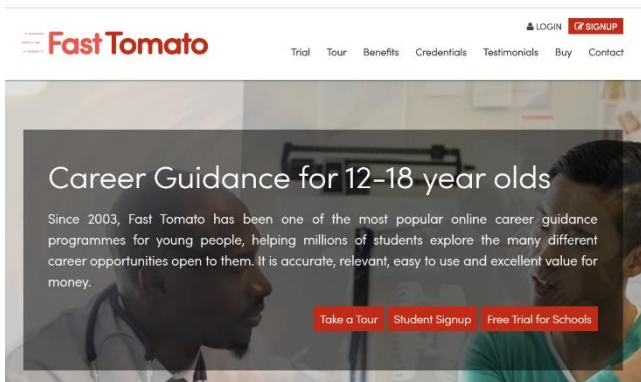 LOGIN SIGNUP
Fast Tomato
Trial Tour Benefits Credentials Testimonials Buy Contact
Career Guidance for 12-18 year olds
Since 2003, Fast Tomato has been one of the most popular online career guidance
programmes for young people, helping millions of students explore the many different
career opportunities open to them. It is accurate, relevant, easy to use and excellent value for
money.
Take a Tour Student Signup Free Trial for Schools